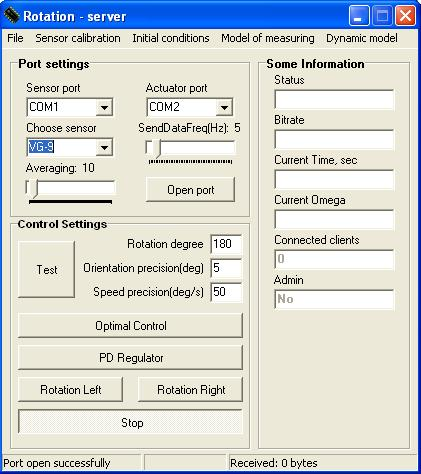 Rotation - server
File Sensor calibration Initial conditions Model of measuring Dynamic model
Port settings
Sensor port
COM1
Actuator port
COM2
Choose sensor
VG-9
SendDataFreq(Hz): 5
Averaging: 10
Open port
Control Settings
Test
Rotation degree 180
Orientation precision(deg) 5
Speed precision(deg/s) 50
Optimal Control
PD Regulator
Rotation Left
Rotation Right
Stop
Some Information
Status
Bitrate
Current Time, sec
Current Omega
Connected clients
0
Admin
No
Port open successfully
Received: 0 bytes